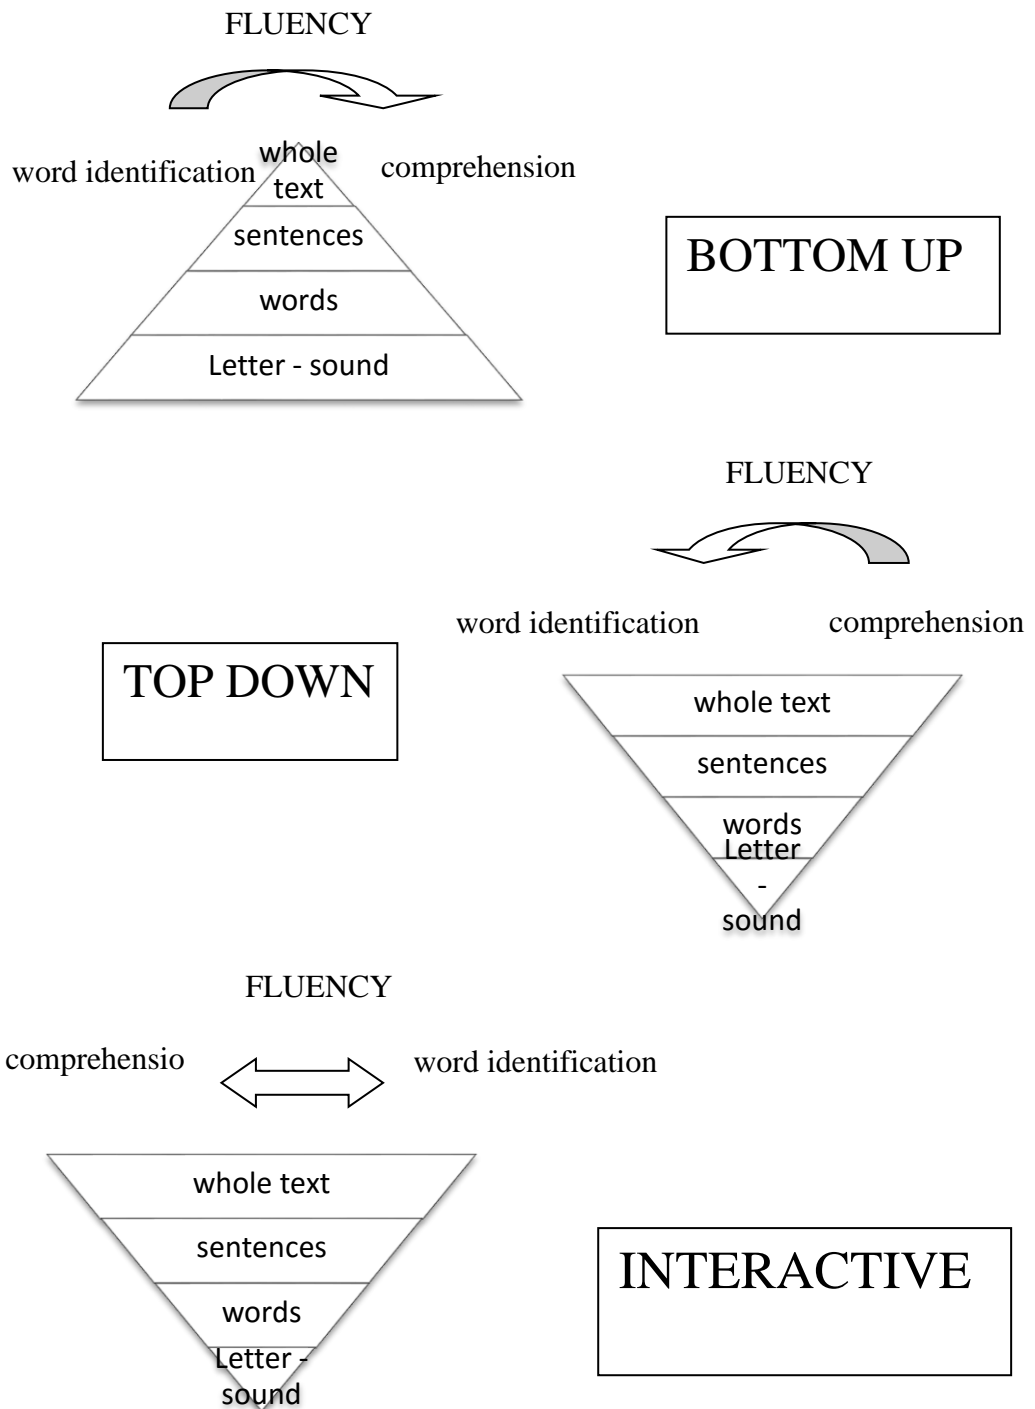 FLUENCY
word identification
comprehension
whole
text
sentences
words
Letter - sound
BOTTOM UP
FLUENCY
word identification
comprehension
TOP DOWN
whole text
sentences
words
Letter
-
sound
FLUENCY
comprehensio
word identification
whole text
sentences
words
Letter -
sound
INTERACTIVE